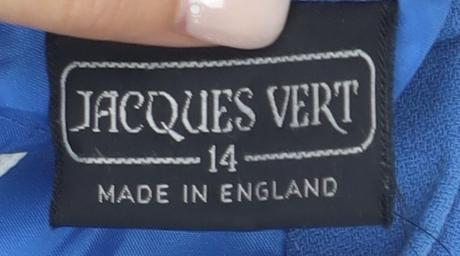 JACQUES VERT
14
MADE IN ENGLAND